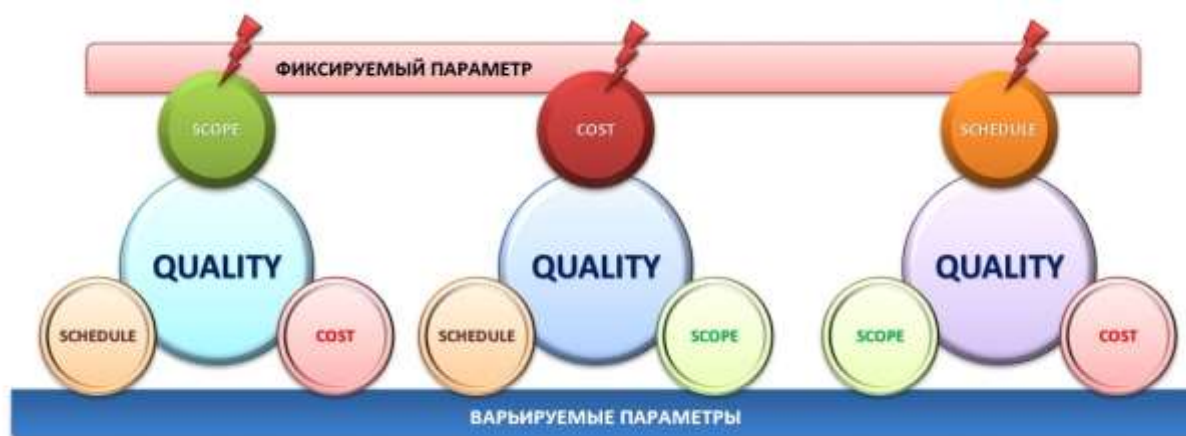 ФИКСИРУЕМЫЙ ПАРАМЕТР
SCOPE
COST
SCHEDULE
QUALITY
QUALITY
QUALITY
SCHEDULE
COST
SCHEDULE
SCOPE
SCOPE
COST
ВАРЬИРУЕМЫЕ ПАРАМЕТРЫ